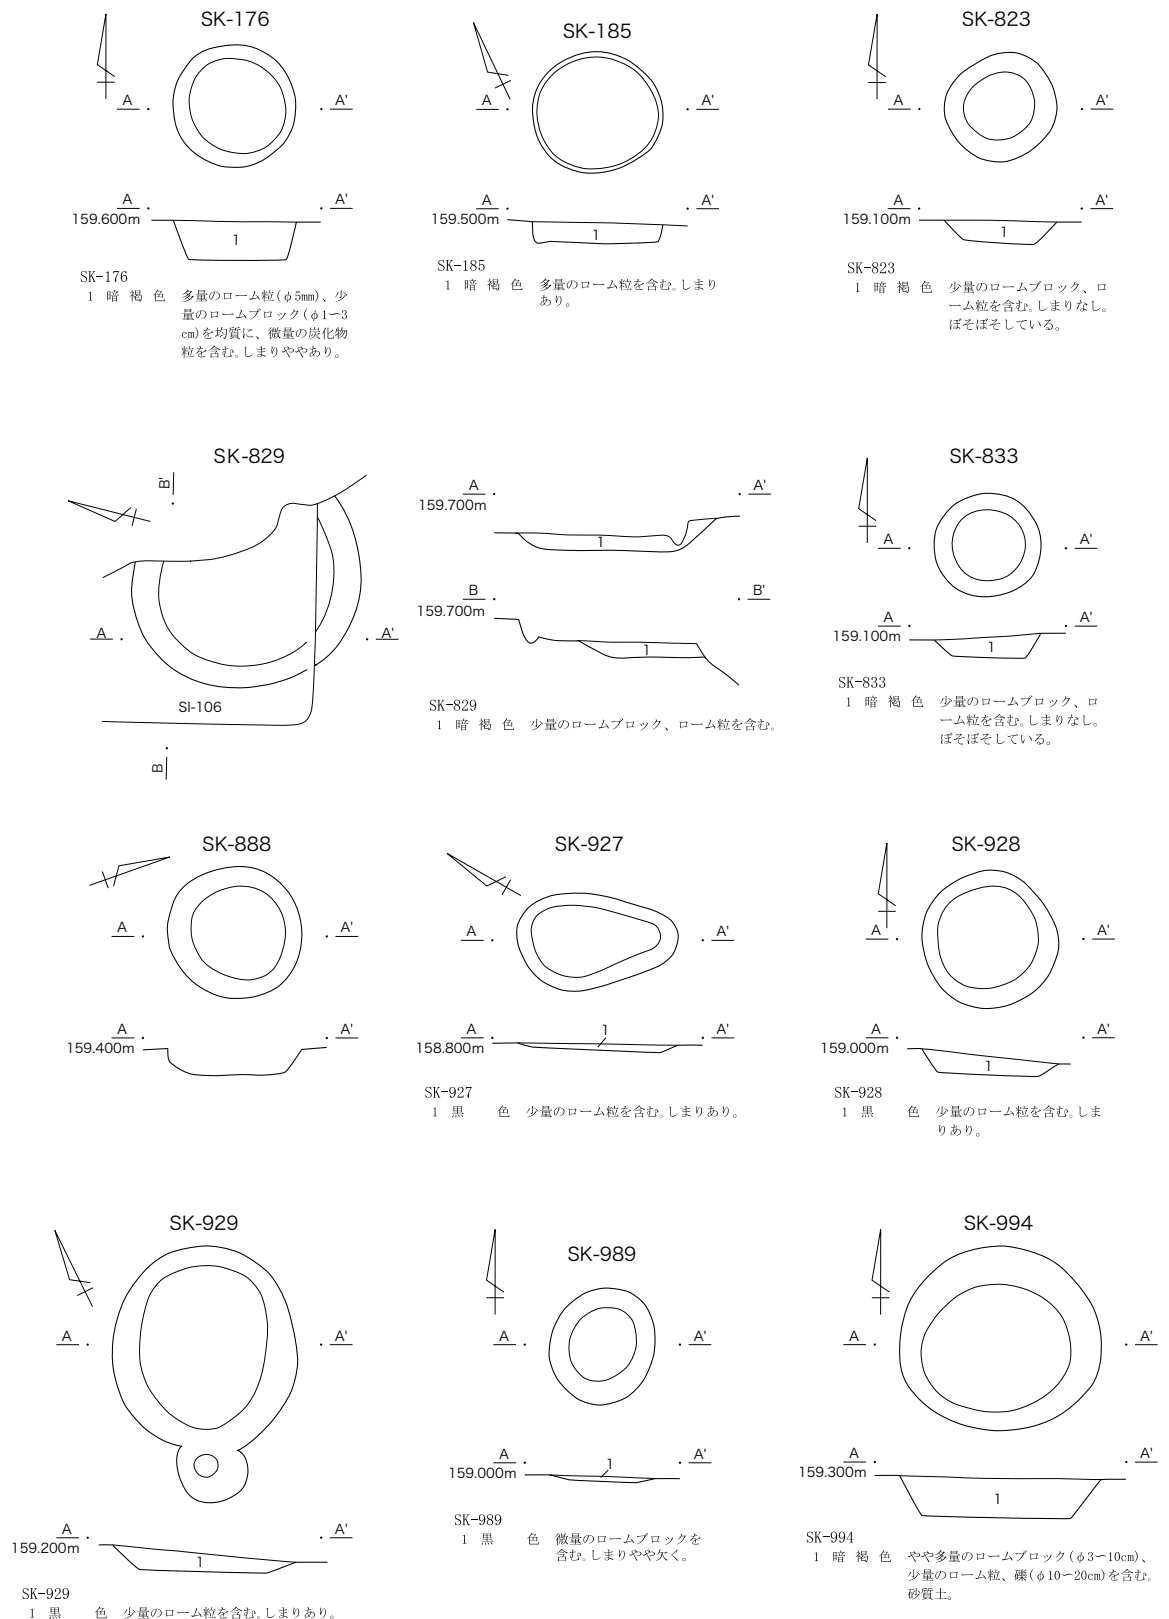 SK-176
A
A'
A
A'
159.600m
1
SK-176
1 暗 褐 色 多量のローム粒(φ5mm)、少
量のロームブロック(φ1〜3
cm)を均質に、微量の炭化物
粒を含む。しまりややあり。
SK-185
A
A'
A
A'
159.500m
1
SK-185
1 暗 褐 色 多量のローム粒を含む。しまり
あり。
SK-823
A
A'
A
A'
159.100m
1
SK-823
1 暗 褐 色 少量のロームブロック、ロ
ーム粒を含む。しまりなし。
ぼそぼそしている。
SK-829
B'
A
A'
SI-106
B
A
A'
159.700m
1
B
B'
159.700m
1
SK-829
1 暗 褐 色 少量のロームブロック、ローム粒を含む。
SK-833
A
A'
A
A'
159.100m
1
SK-833
1 暗 褐 色 少量のロームブロック、ロ
ーム粒を含む。しまりなし。
ぼそぼそしている。
SK-888
A
A'
A
A'
159.400m
SK-927
A
A'
A
1
A'
158.800m
SK-927
1 黒 色 少量のローム粒を含む。しまりあり。
SK-928
A
A'
A
A'
159.000m
1
SK-928
1 黒 色 少量のローム粒を含む。しま
りあり。
SK-929
A
A'
A
A'
159.200m
1
SK-929
1 黒 色 少量のローム粒を含む。しまりあり。
SK-989
A
A'
A
A'
1
159.000m
SK-989
1 黒 色 微量のロームブロックを
含む。しまりやや欠く。
SK-994
A
A'
A
A'
159.300m
1
SK-994
1 暗 褐 色 やや多量のロームブロック(φ3〜10cm)、
少量のローム粒、礫(φ10〜20cm)を含む。
砂質土。